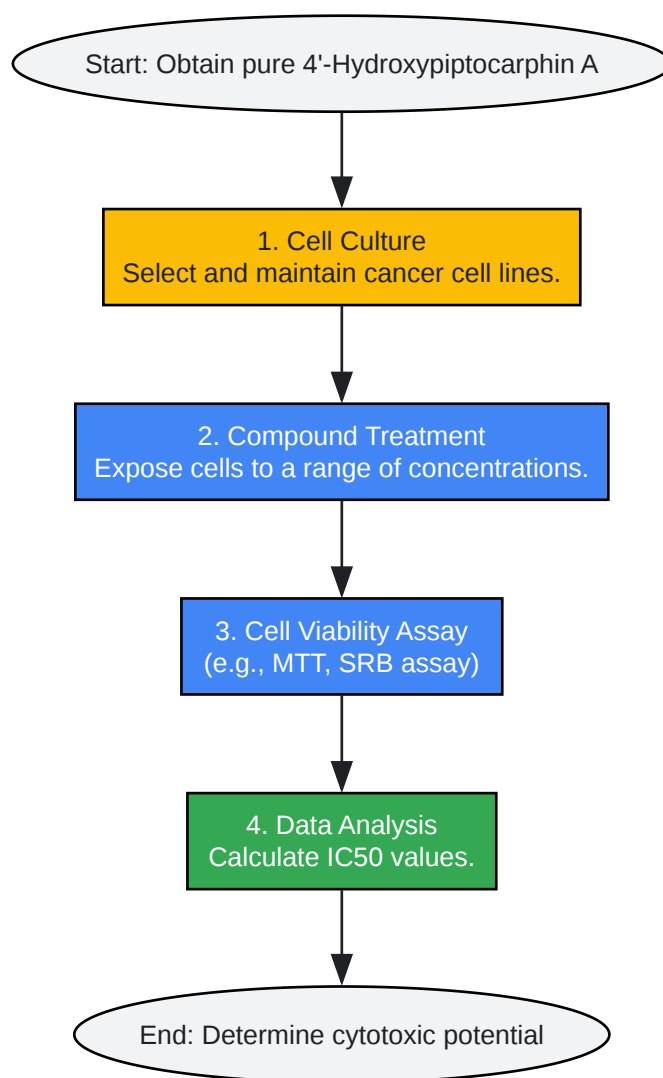 Start: Obtain pure 4'-Hydroxypiptocarphin A
1. Cell Culture
Select and maintain cancer cell lines.
2. Compound Treatment
Expose cells to a range of concentrations.
3. Cell Viability Assay
(e.g., MTT, SRB assay)
4. Data Analysis
Calculate IC50 values.
End: Determine cytotoxic potential